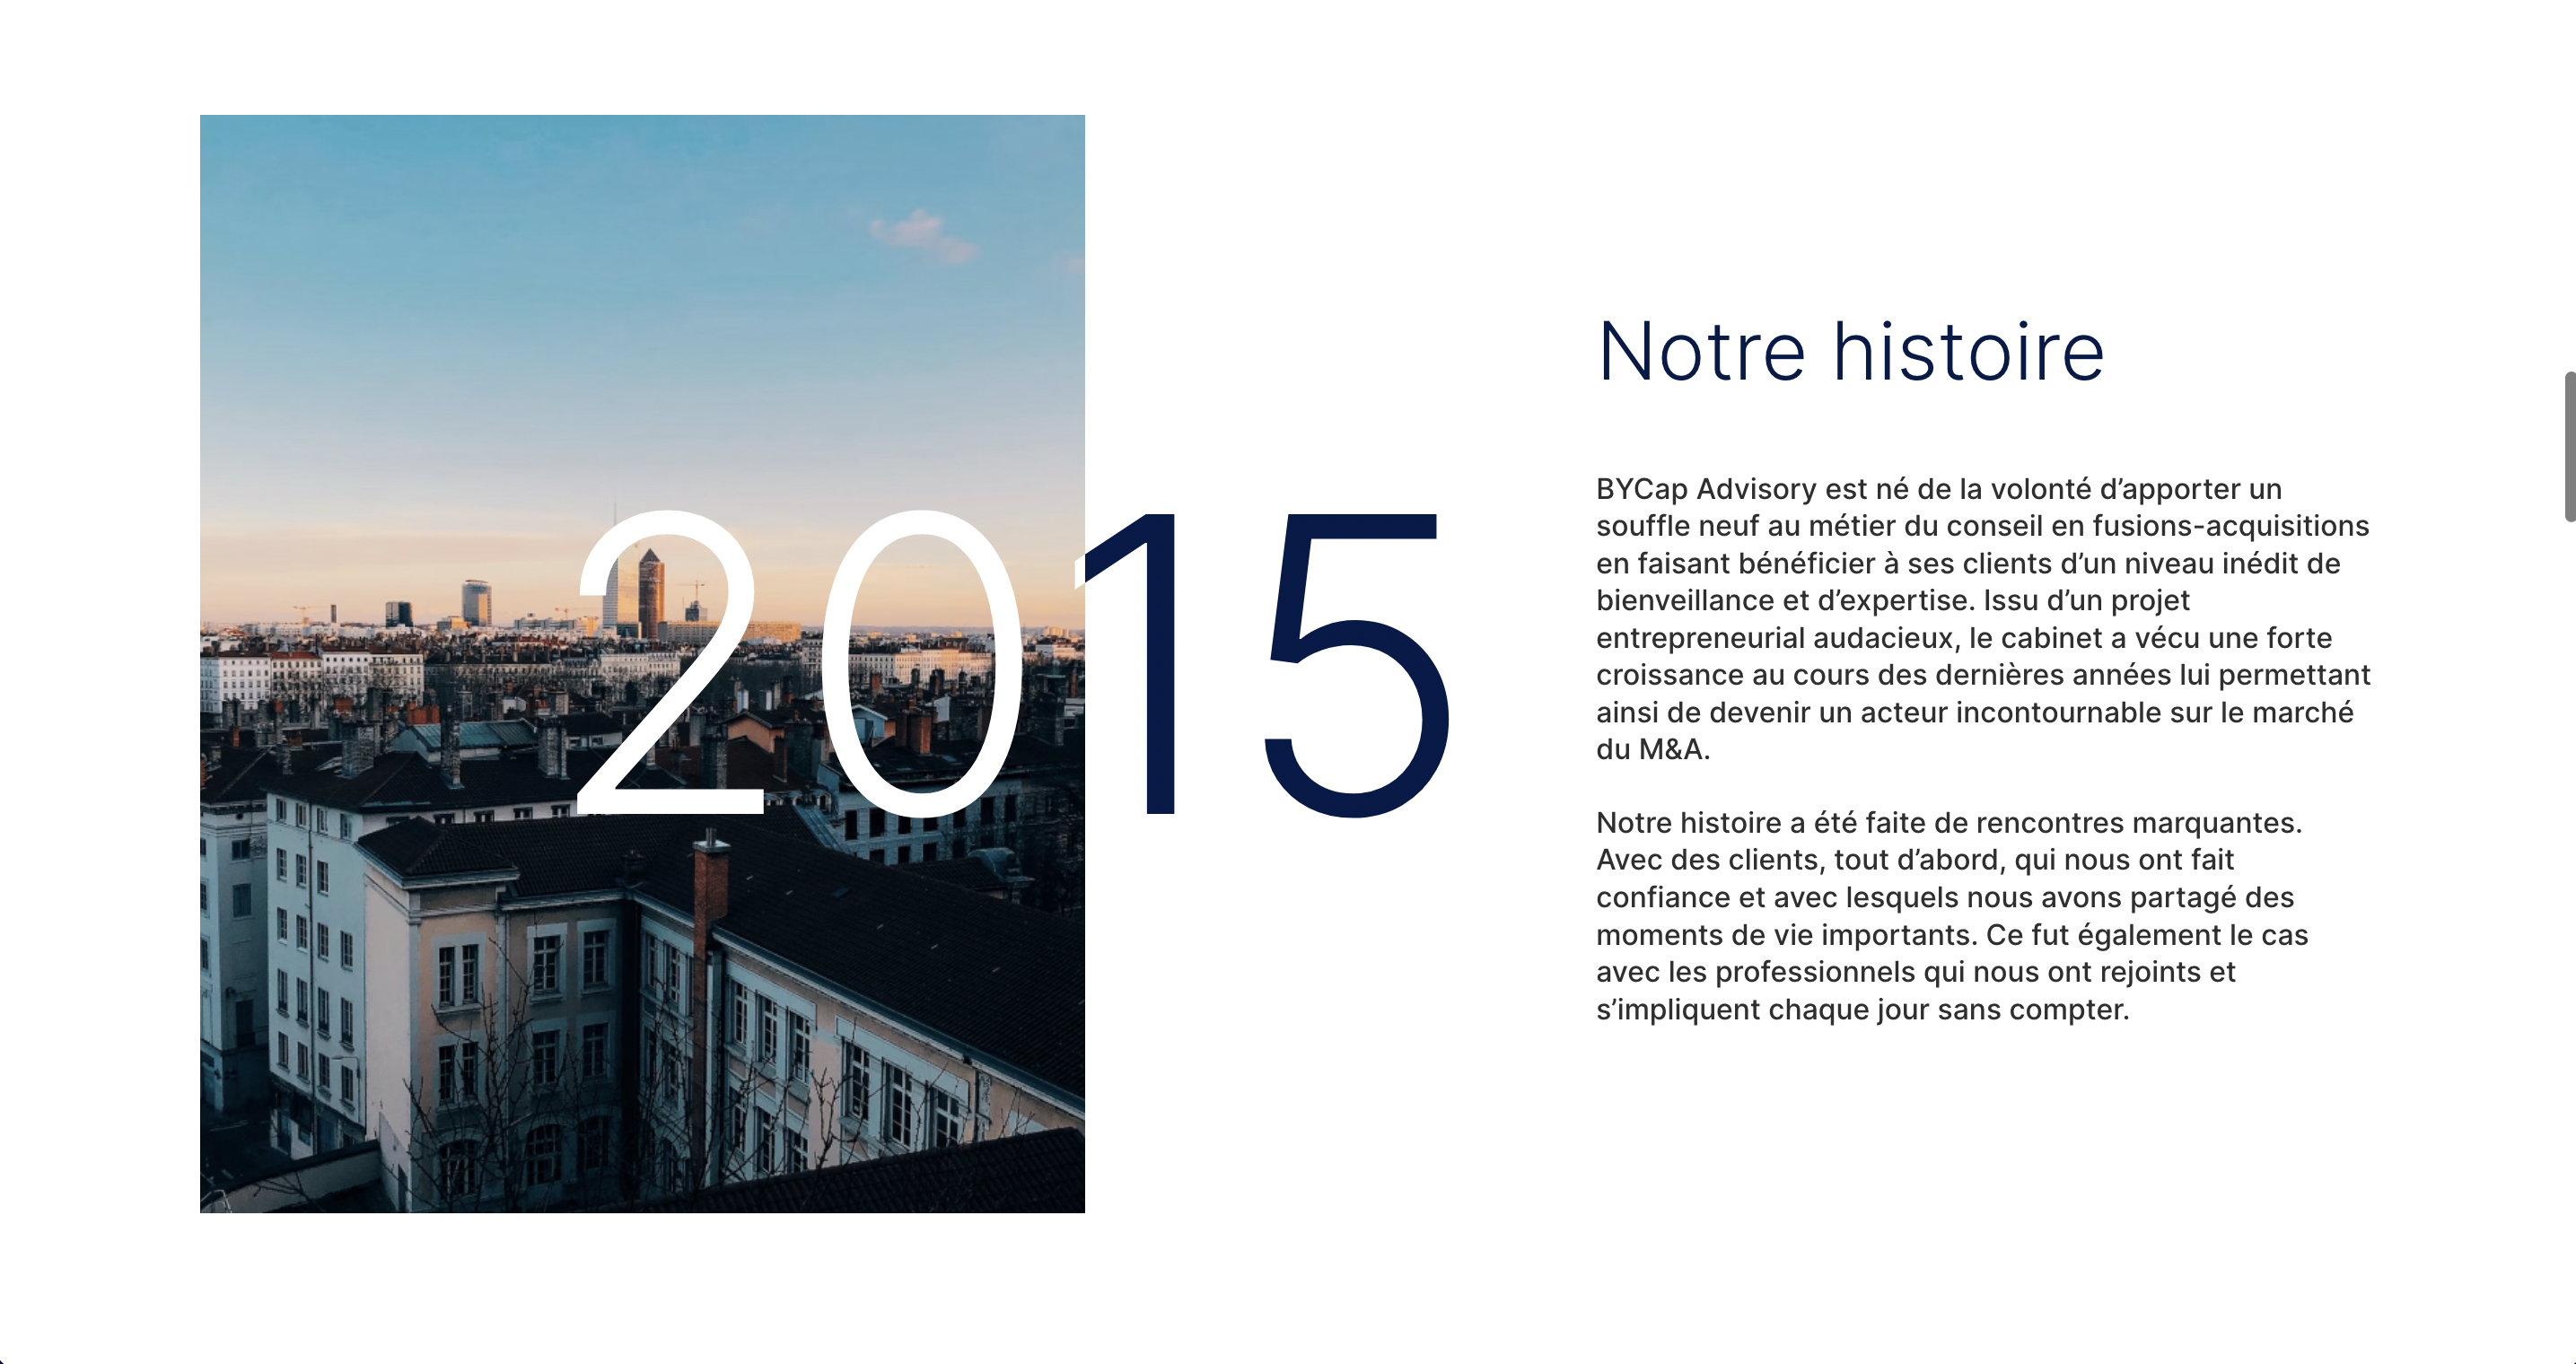 2015
Notre histoire
BYCap Advisory est né de la volonté d’apporter un
souffle neuf au métier du conseil en fusions-acquisitions
en faisant bénéficier à ses clients d’un niveau inédit de
bienveillance et d’expertise. Issu d’un projet
entrepreneurial audacieux, le cabinet a vécu une forte
croissance au cours des dernières années lui permettant
ainsi de devenir un acteur incontournable sur le marché
du M&A.
Notre histoire a été faite de rencontres marquantes.
Avec des clients, tout d’abord, qui nous ont fait
confiance et avec lesquels nous avons partagé des
moments de vie importants. Ce fut également le cas
avec les professionnels qui nous ont rejoints et
s’impliquent chaque jour sans compter.